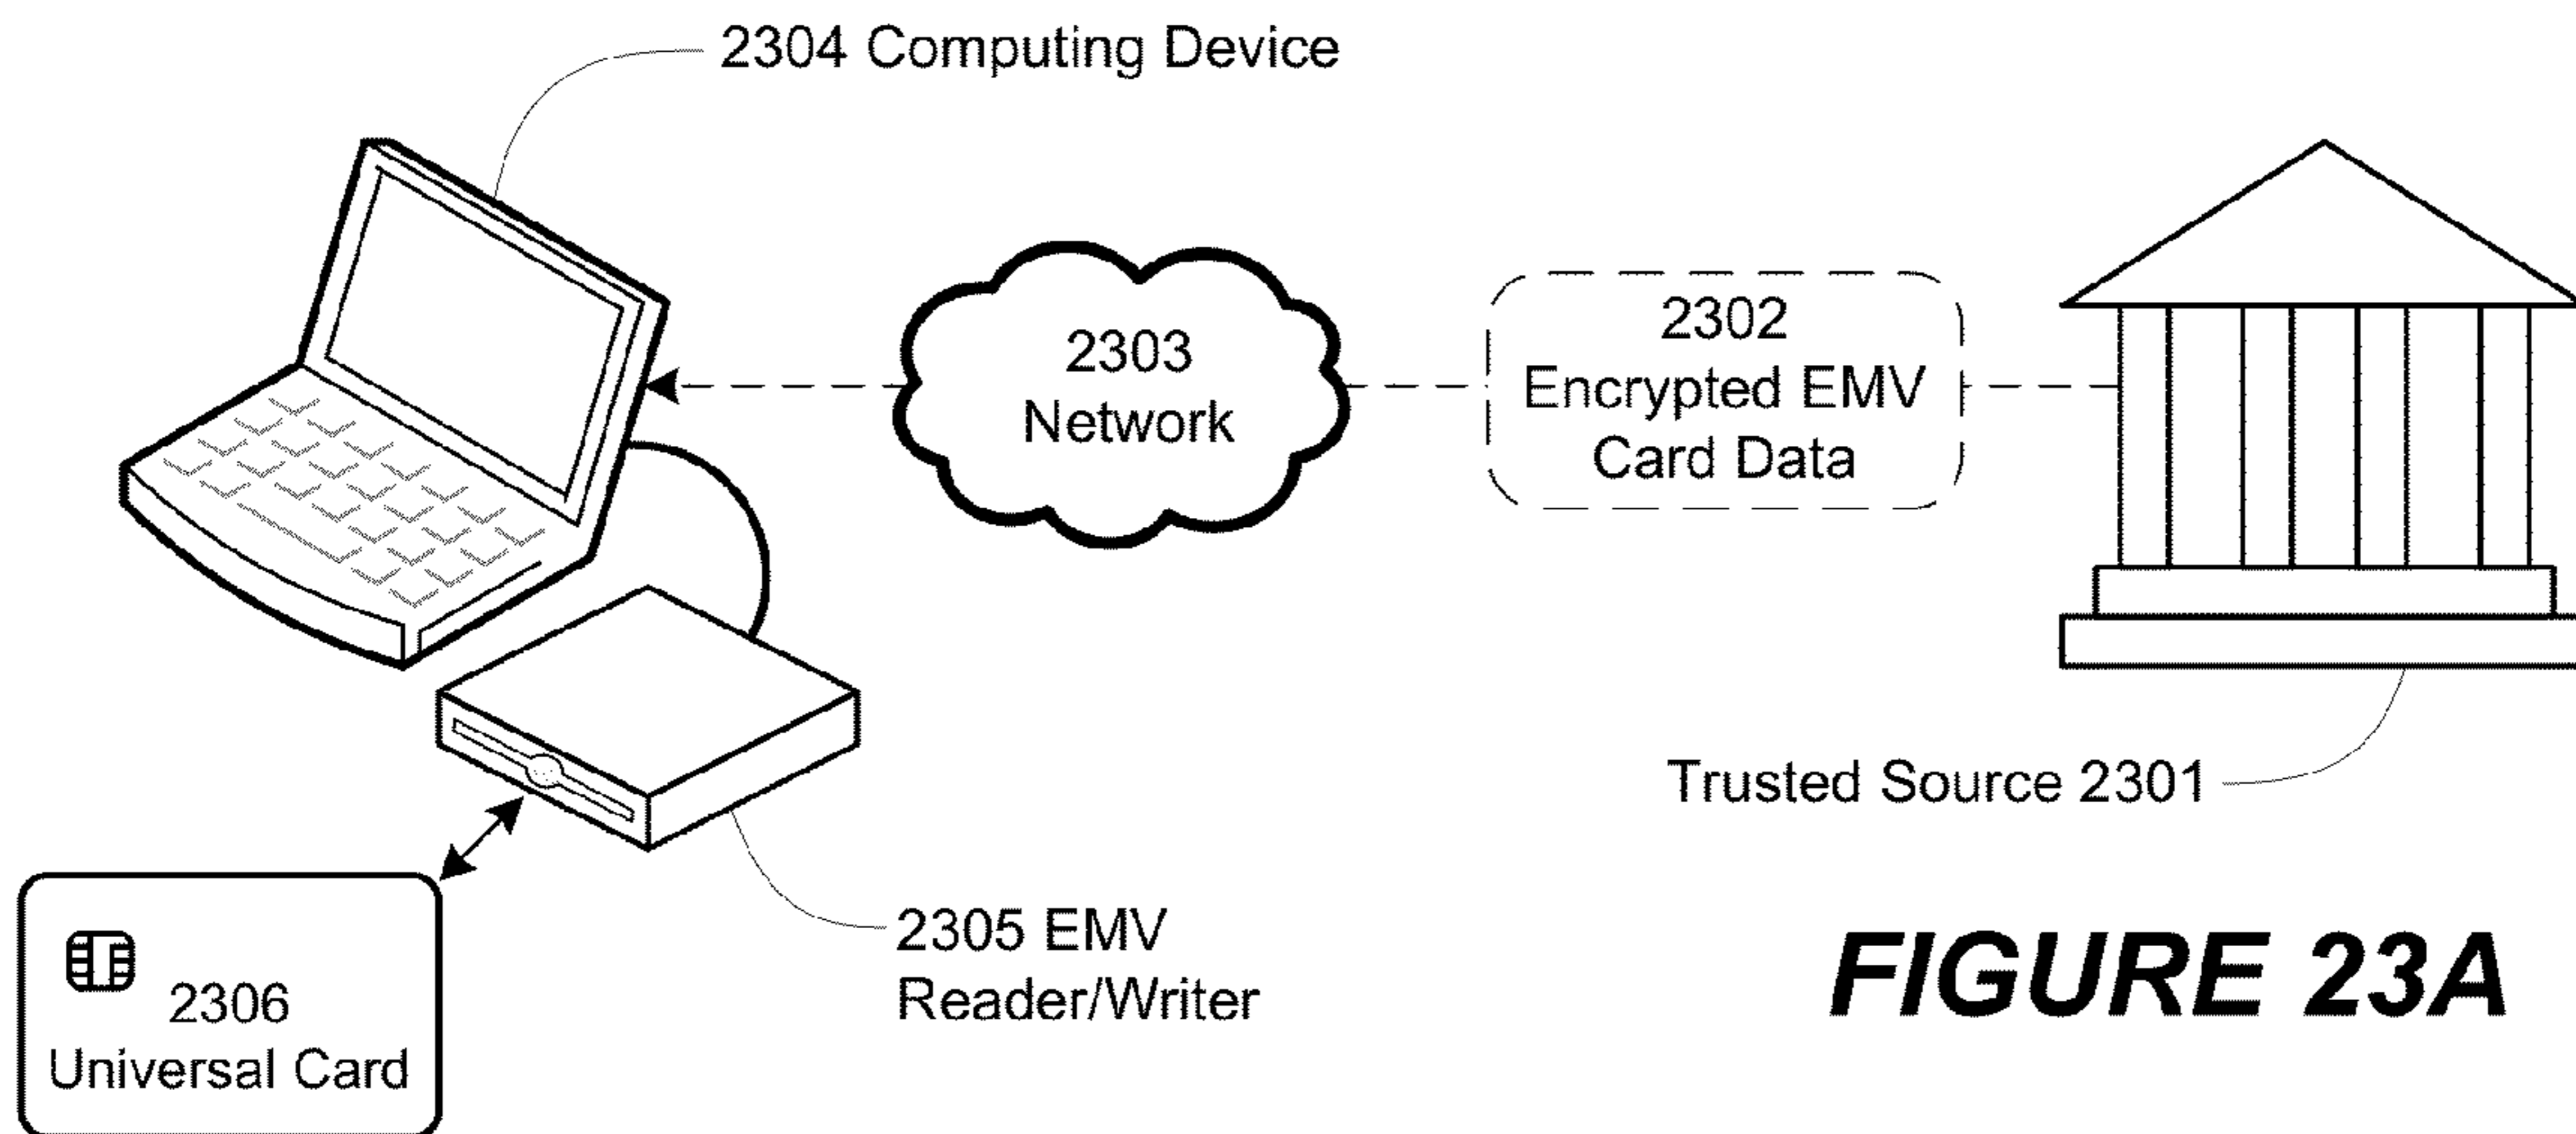 2304 Computing Device
2303
Network
2302
Encrypted EMV
Card Data
Trusted Source 2301
2305 EMV
Reader/Writer
2306
Universal Card
FIGURE 23A